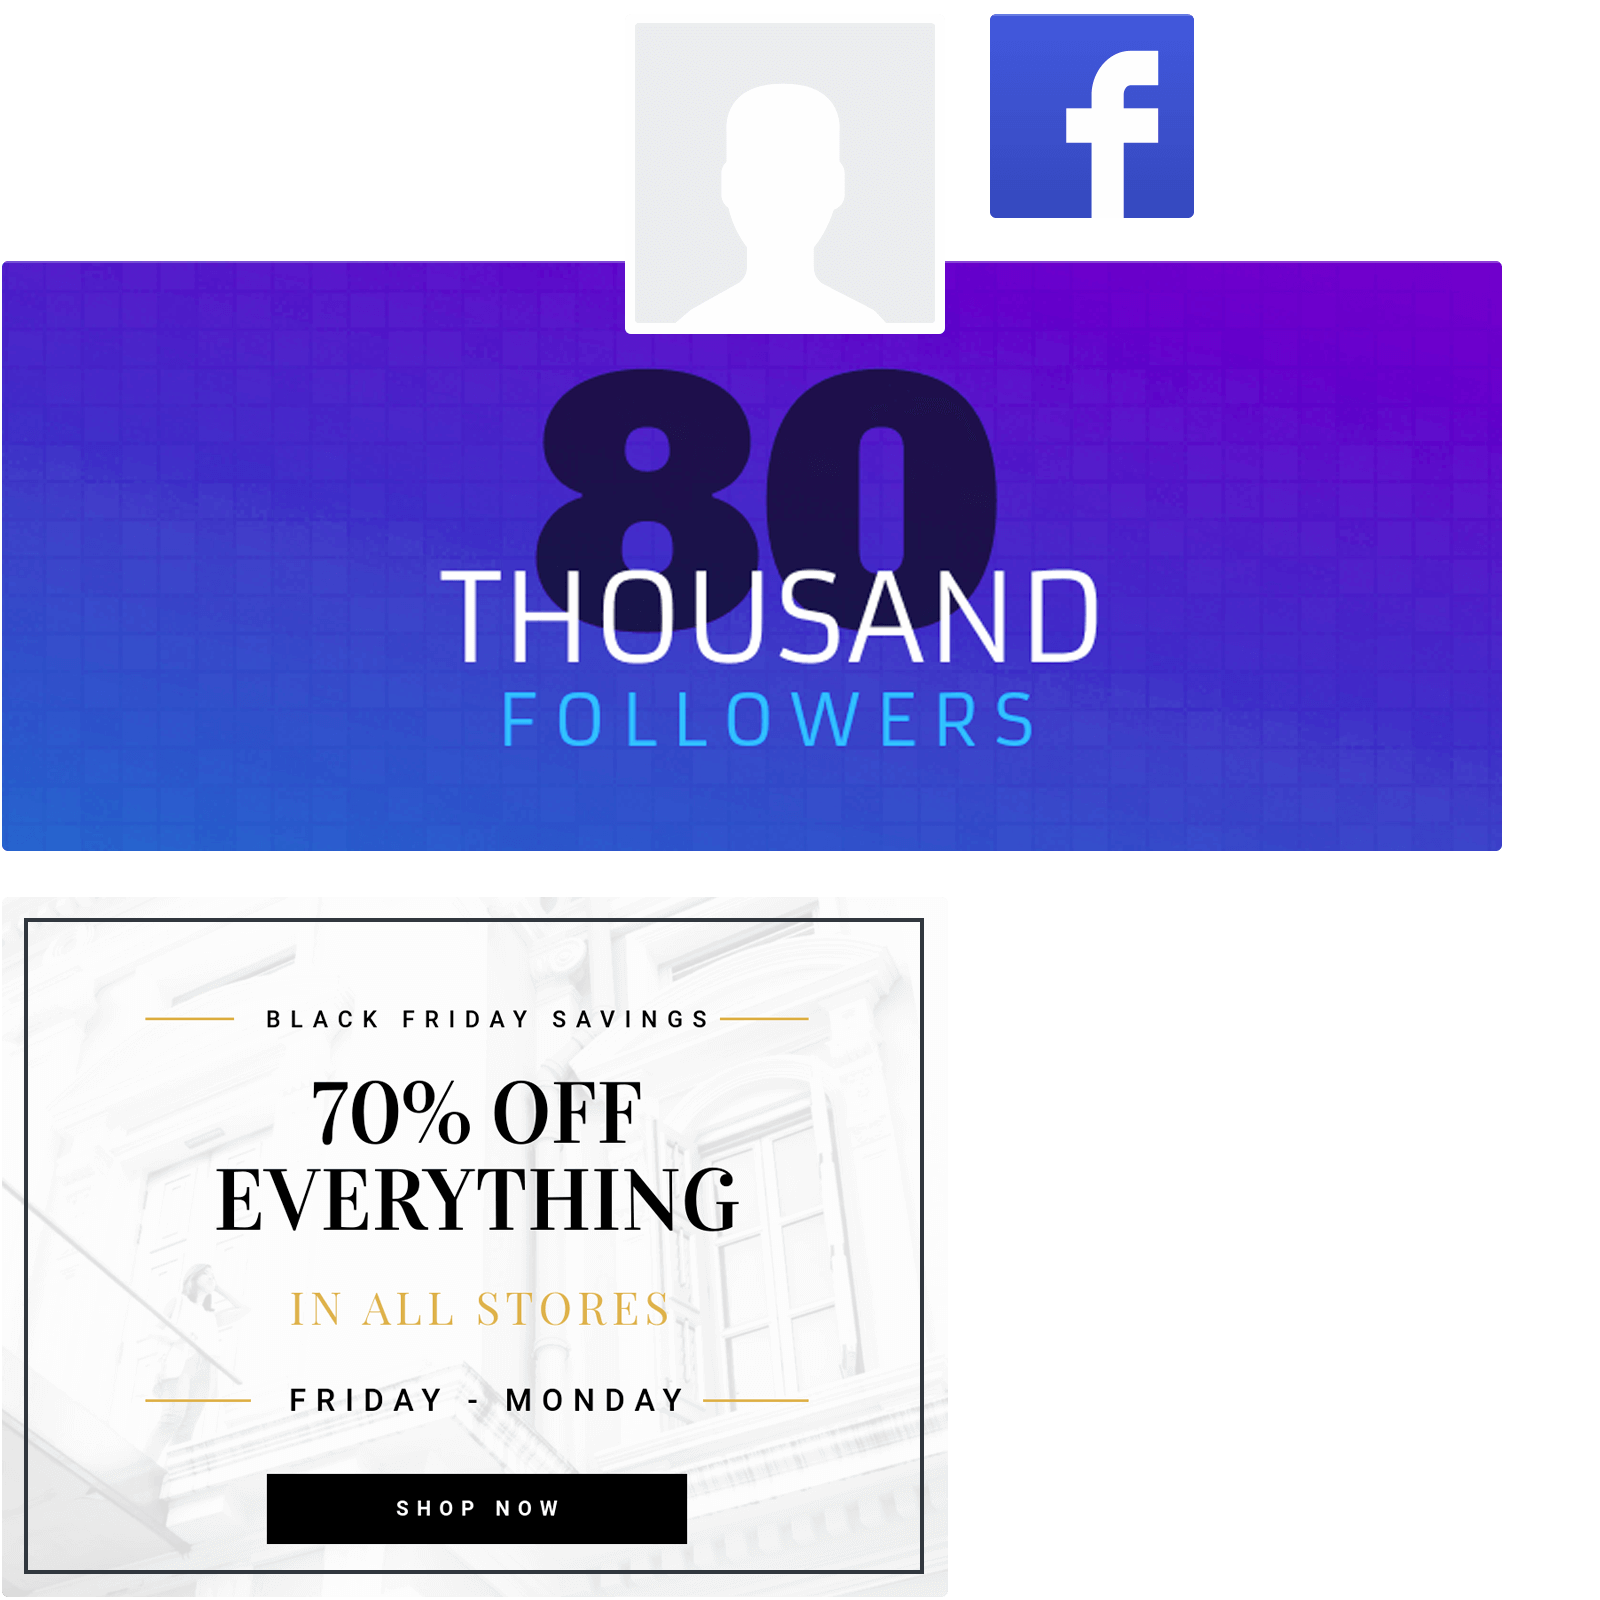 f
80
THOUSAND
FOLLOWERS
BLACK FRIDAY SAVINGS
70% OFF
EVERYTHING
IN ALL STORES
FRIDAY - MONDAY
SHOP NOW